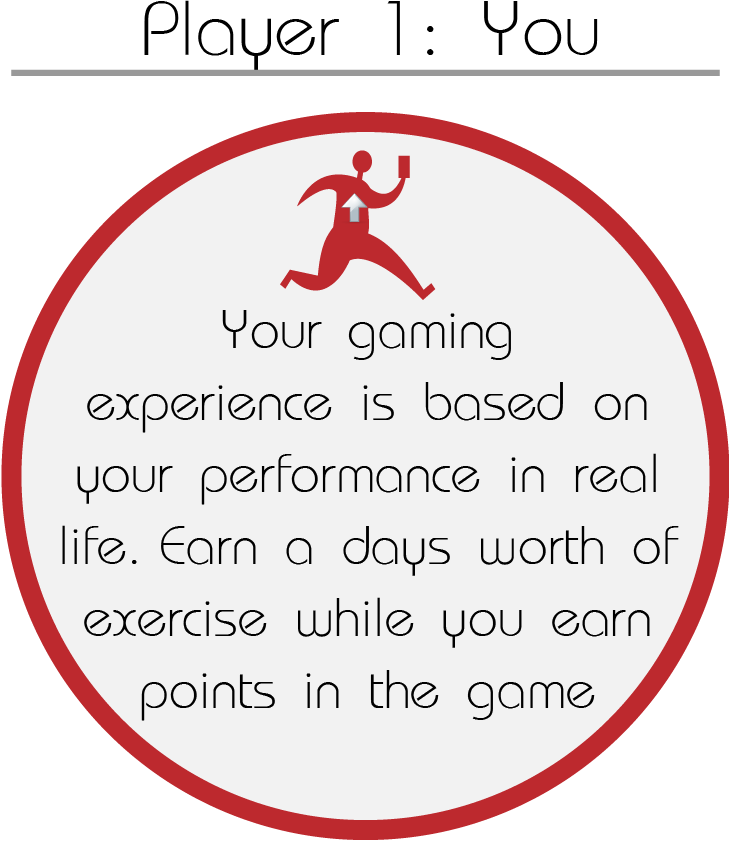 Player 1: You
Your gaming
experience is based on
your performance in real
life. Earn a days worth of
exercise while you earn
points in the game